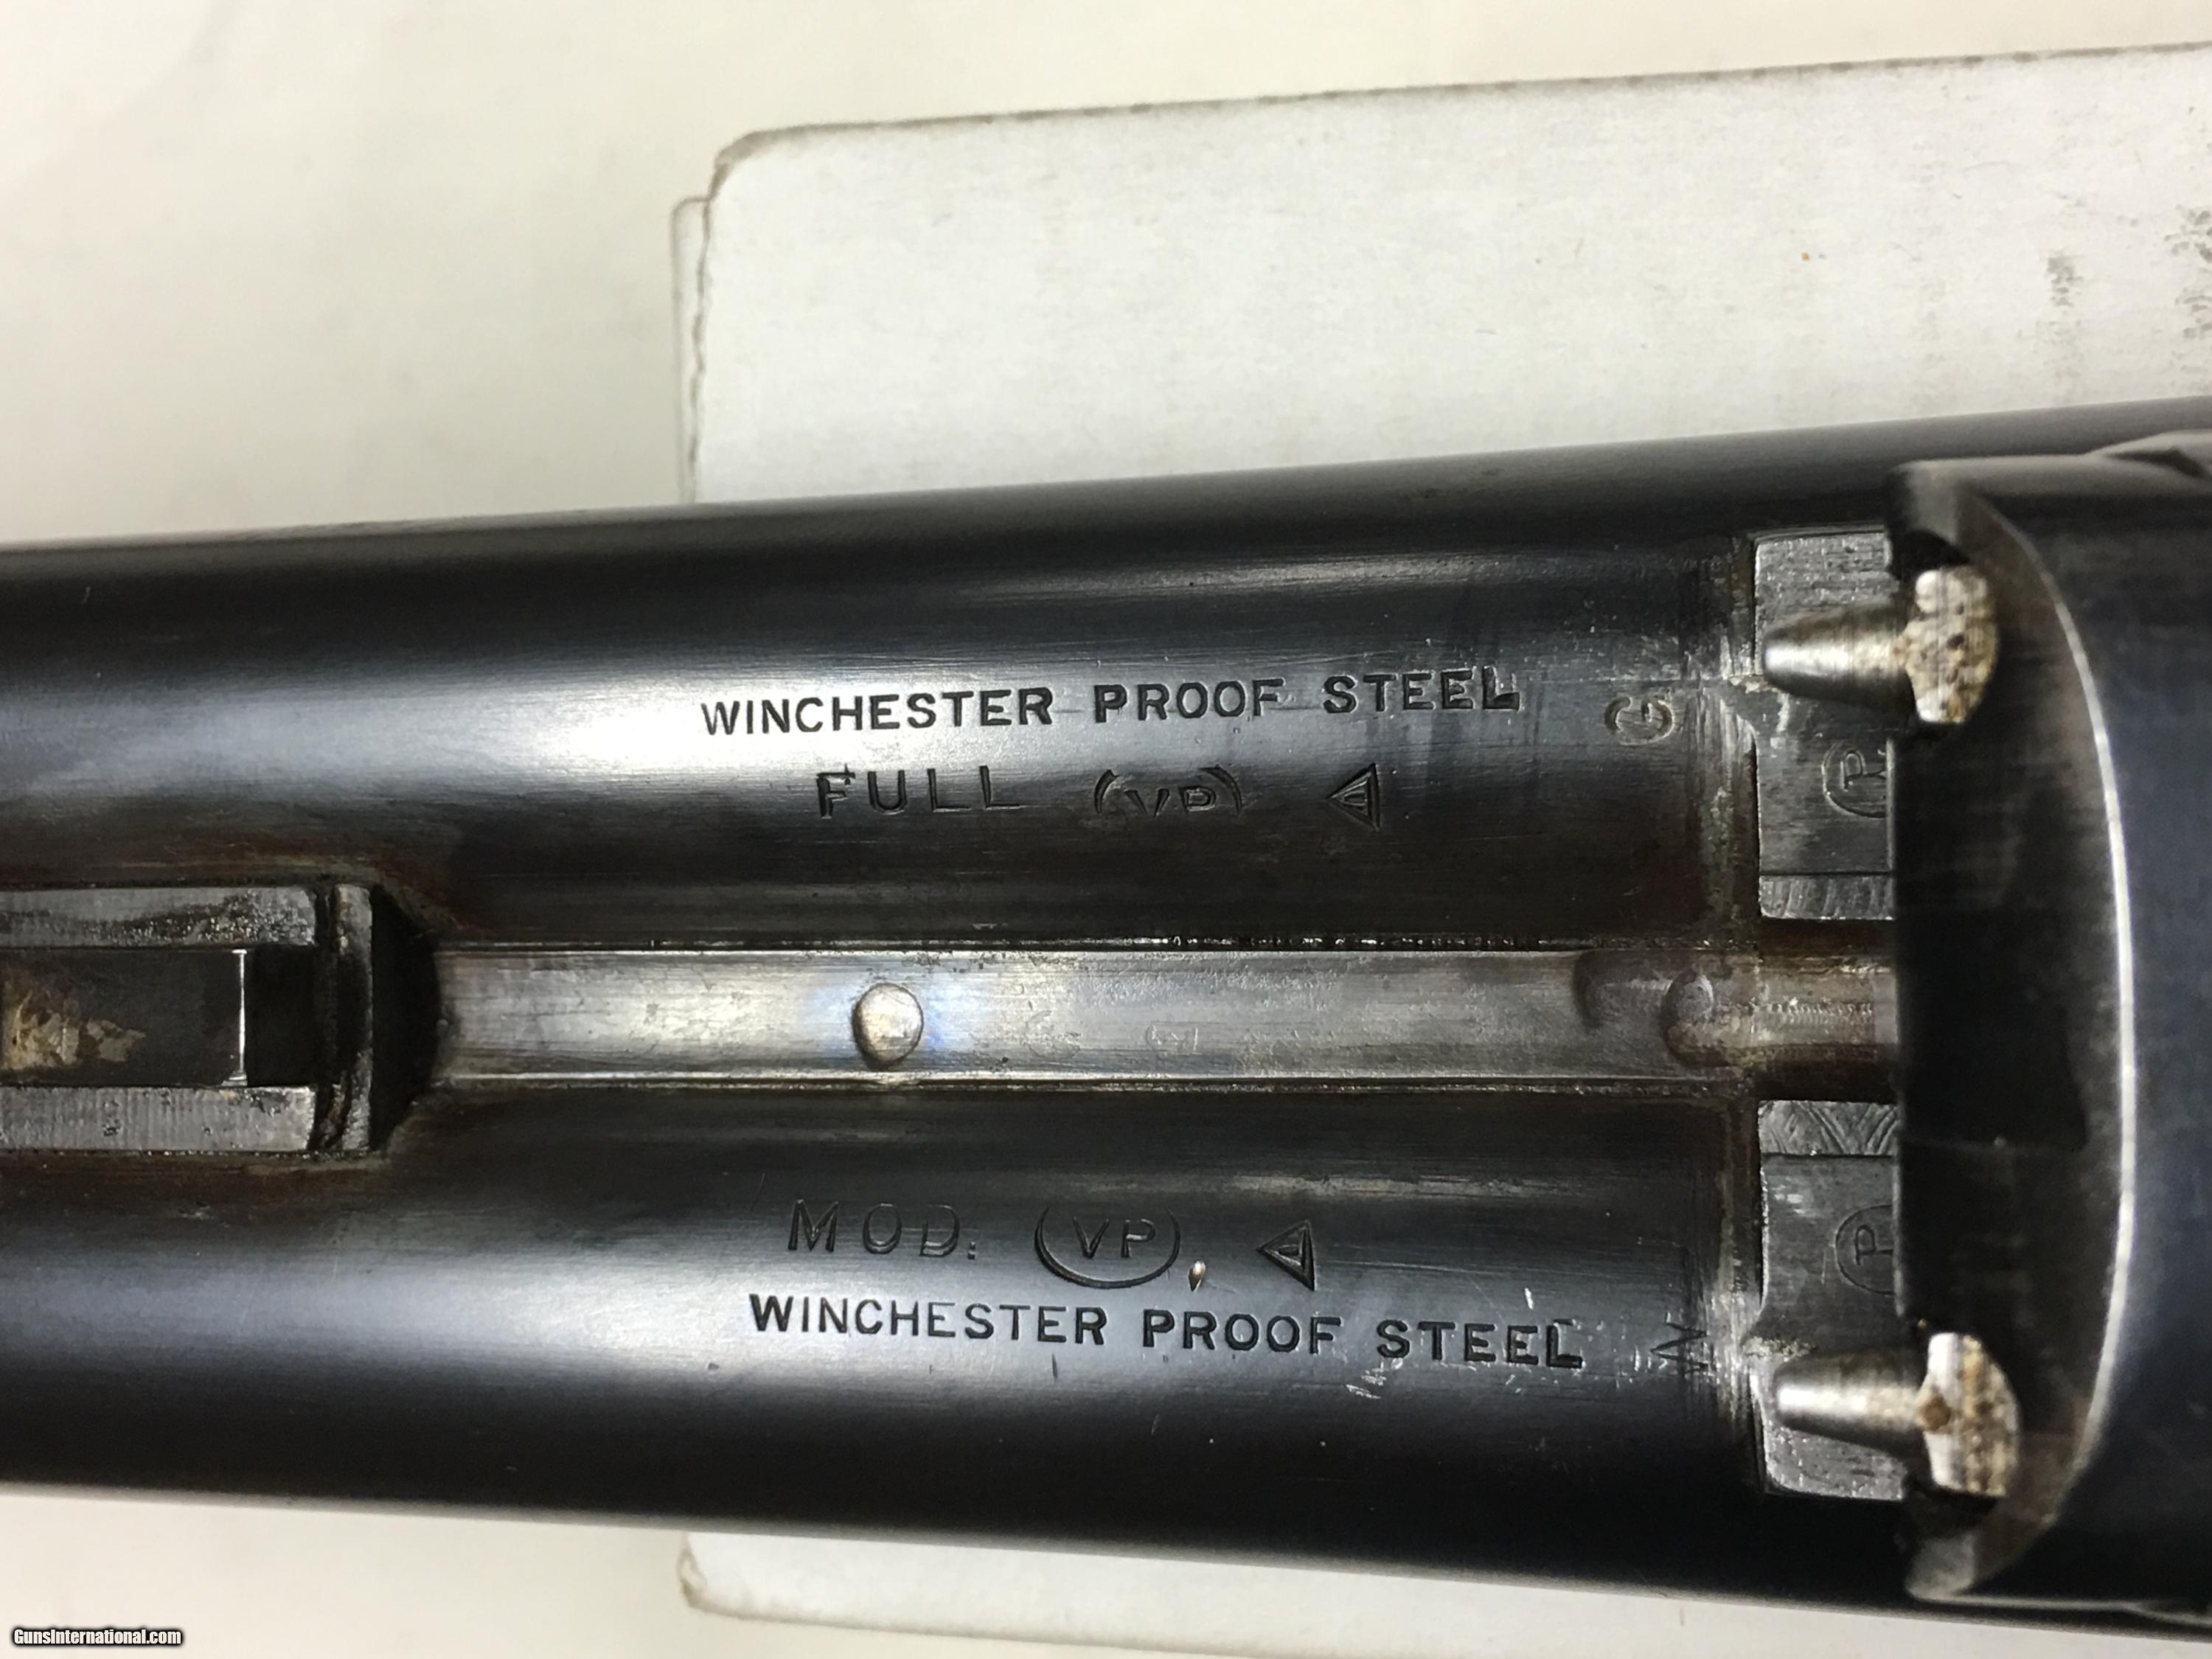 WINCHESTER PROOF STEEL
G
FULL (VP)
P
MOD. (VP)
P
WINCHESTER PROOF STEEL
GunsInternational.com